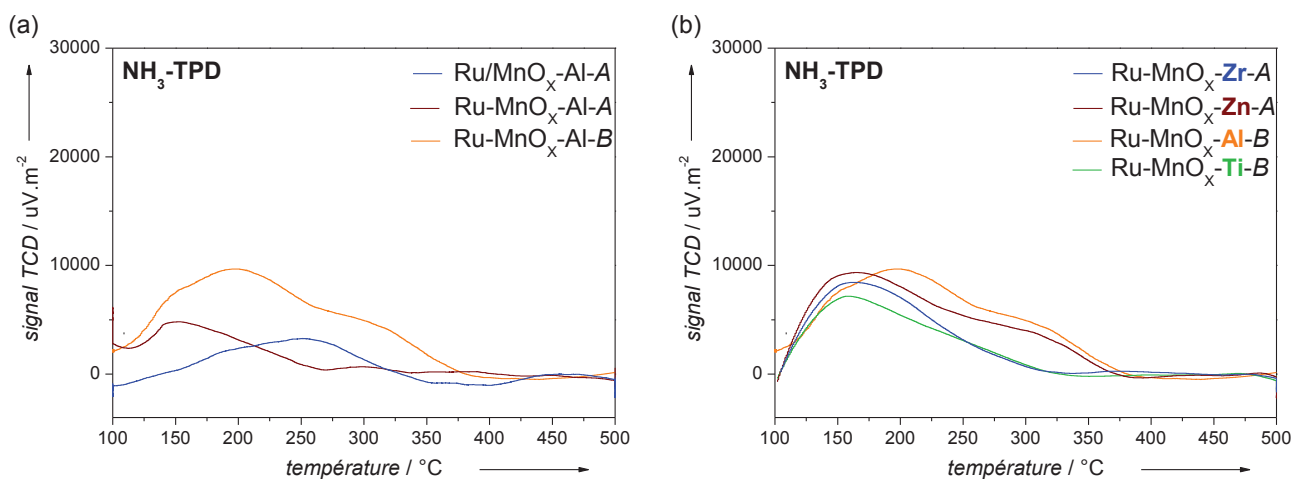 (a)
NH3-TPD
Ru/MnOX-Al-A
Ru-MnOX-Al-A
Ru-MnOX-Al-B
signal TCD / uV.m-2
30000
20000
10000
0
100 150 200 250 300 350 400 450 500
température / °C
(b)
NH3-TPD
Ru-MnOX-Zr-A
Ru-MnOX-Zn-A
Ru-MnOX-Al-B
Ru-MnOX-Ti-B
signal TCD / uV.m-2
30000
20000
10000
0
100 150 200 250 300 350 400 450 500
température / °C